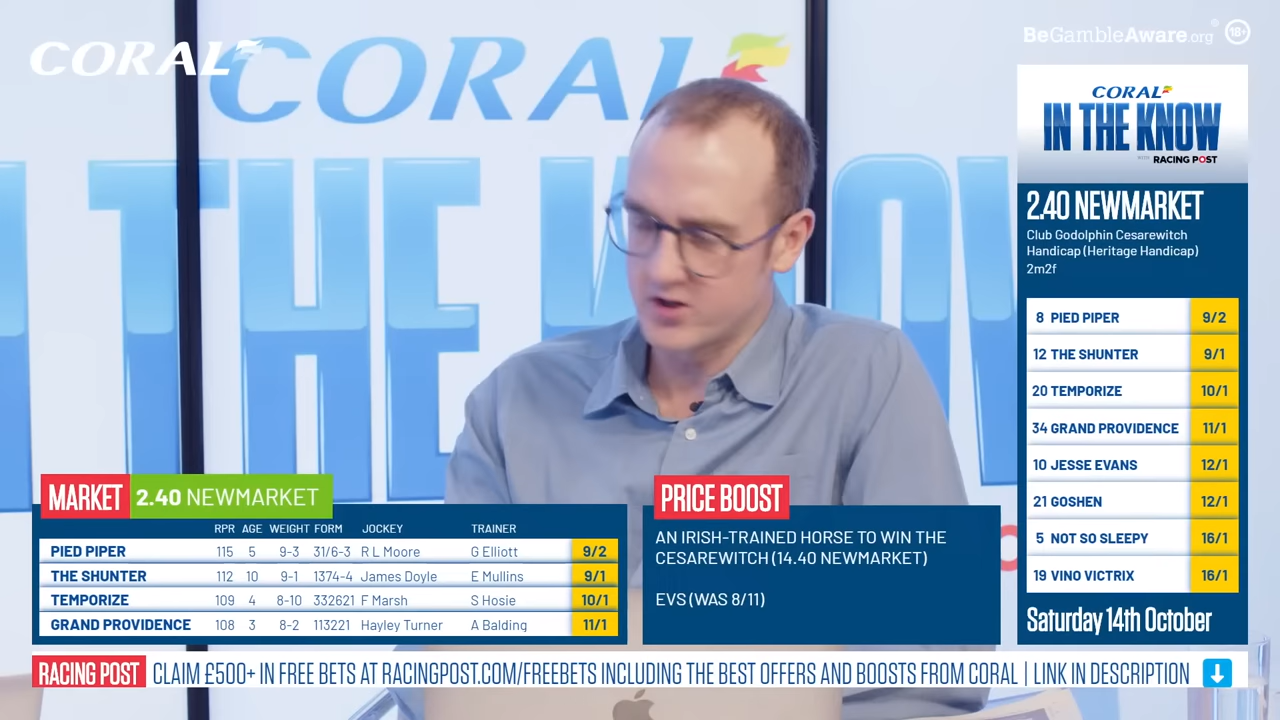 CORAL
CORAL
BeGambleAware.org®
18+
THE KNOW
CORAL
IN THE KNOW
WITH RACING POST
2.40 NEWMARKET
Club Godolphin Cesarewitch
Handicap (Heritage Handicap)
2m2f
8 PIED PIPER 9/2
12 THE SHUNTER 9/1
20 TEMPORIZE 10/1
34 GRAND PROVIDENCE 11/1
10 JESSE EVANS 12/1
21 GOSHEN 12/1
5 NOT SO SLEEPY 16/1
19 VINO VICTRIX 16/1
Saturday 14th October
MARKET 2.40 NEWMARKET
RPR AGE WEIGHT FORM JOCKEY TRAINER
PIED PIPER 115 5 9-3 31/6-3 R L Moore G Elliott 9/2
THE SHUNTER 112 10 9-1 1374-4 James Doyle E Mullins 9/1
TEMPORIZE 109 4 8-10 332621 F Marsh S Hosie 10/1
GRAND PROVIDENCE 108 3 8-2 113221 Hayley Turner A Balding 11/1
PRICE BOOST
AN IRISH-TRAINED HORSE TO WIN THE
CESAREWITCH (14.40 NEWMARKET)
EVS (WAS 8/11)
RACING POST CLAIM £500+ IN FREE BETS AT RACINGPOST.COM/FREEBETS INCLUDING THE BEST OFFERS AND BOOSTS FROM CORAL | LINK IN DESCRIPTION